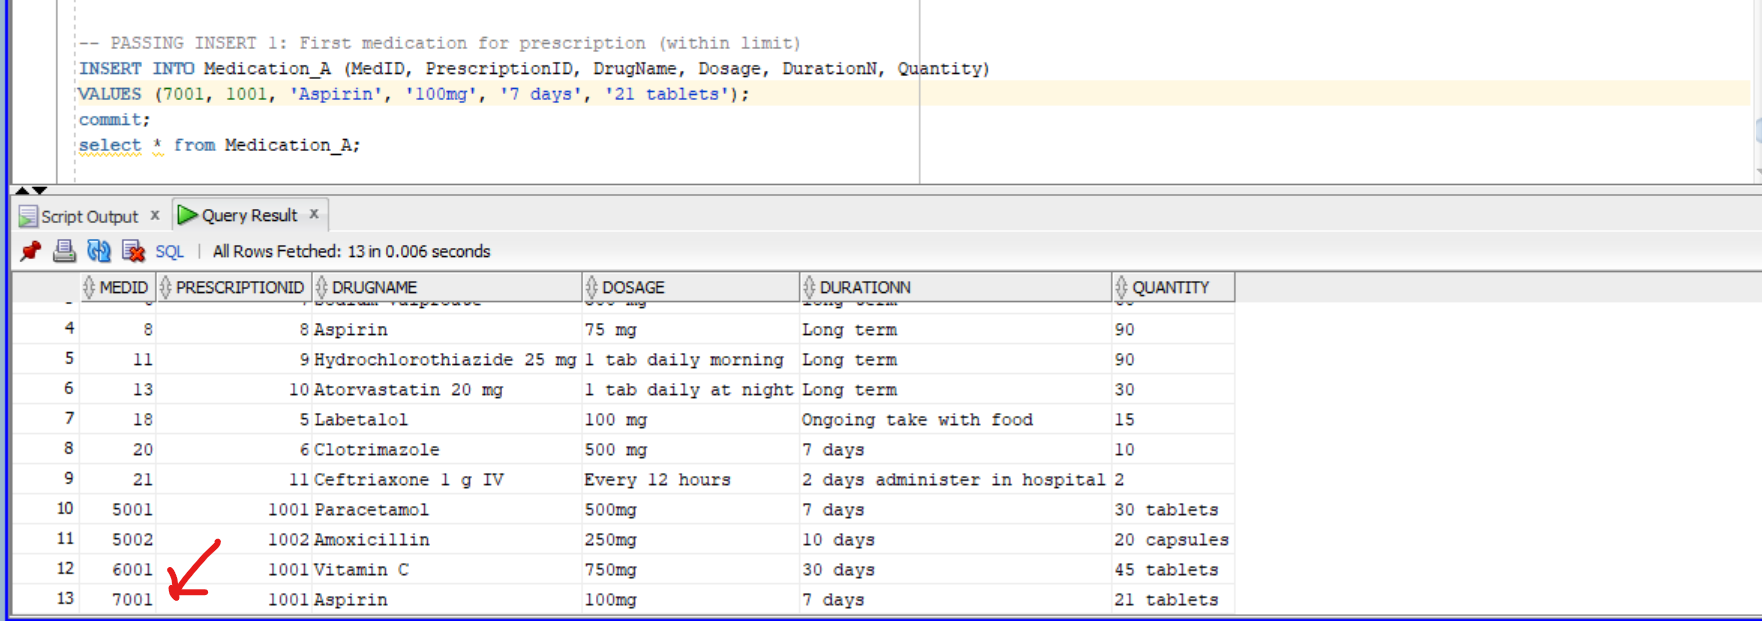 -- PASSING INSERT 1: First medication for prescription (within limit)
INSERT INTO Medication_A (MedID, PrescriptionID, DrugName, Dosage, DurationN, Quantity)
VALUES (7001, 1001, 'Aspirin', '100mg', '7 days', '21 tablets');
commit;
select * from Medication_A;
Script Output x Query Result x
SQL | All Rows Fetched: 13 in 0.006 seconds
MEDID PRESCRIPTIONID DRUGNAME DOSAGE DURATIONN QUANTITY
4 8 8 Aspirin 75 mg Long term 90
5 11 9 Hydrochlorothiazide 25 mg 1 tab daily morning Long term 90
6 13 10 Atorvastatin 20 mg 1 tab daily at night Long term 30
7 18 5 Labetalol 100 mg Ongoing take with food 15
8 20 6 Clotrimazole 500 mg 7 days 10
9 21 11 Ceftriaxone 1 g IV Every 12 hours 2 days administer in hospital 2
10 5001 1001 Paracetamol 500mg 7 days 30 tablets
11 5002 1002 Amoxicillin 250mg 10 days 20 capsules
12 6001 1001 Vitamin C 750mg 30 days 45 tablets
13 7001 1001 Aspirin 100mg 7 days 21 tablets